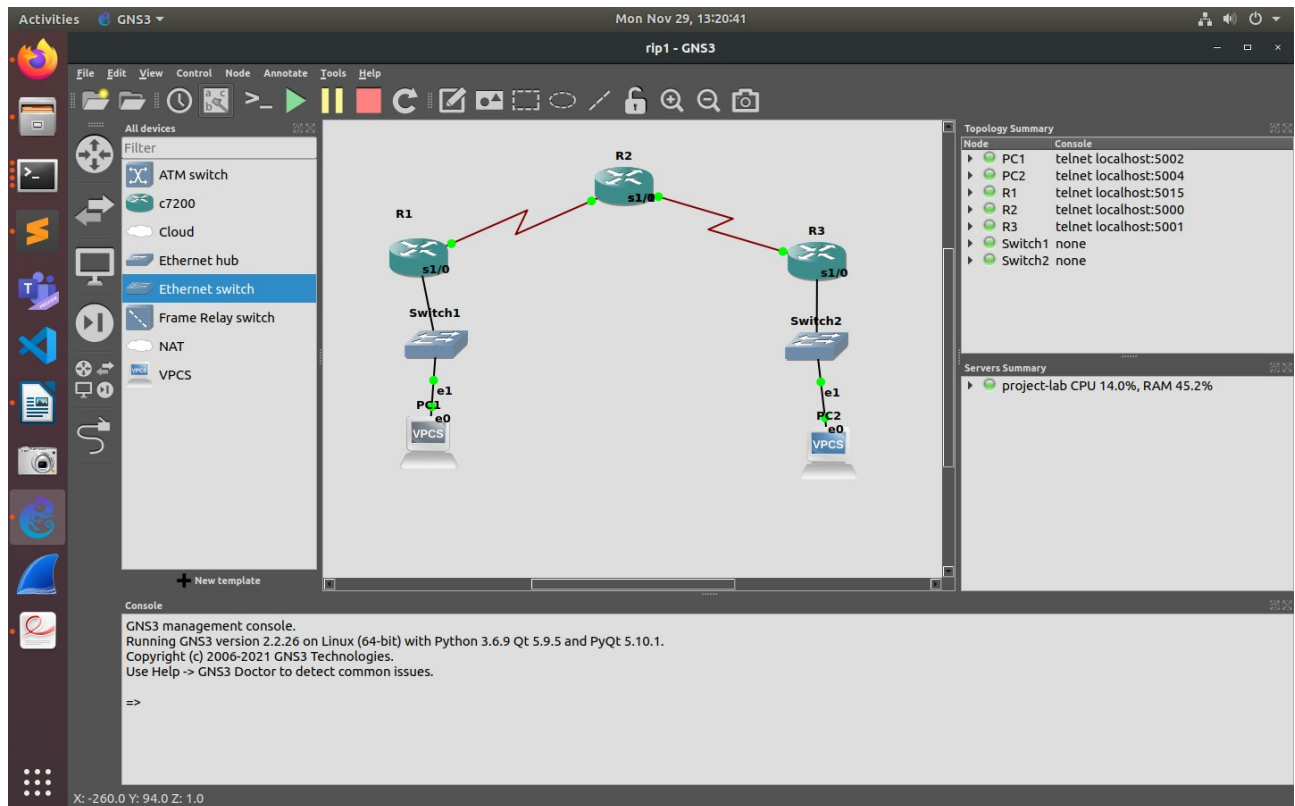 Activities GNS3 Mon Nov 29, 13:20:41
rip1 - GNS3
File Edit View Control Node Annotate Tools Help
All devices
Filter
ATM switch
c7200
Cloud
Ethernet hub
Ethernet switch
Frame Relay switch
NAT
VPCS
New template
R2
R1
R3
s1/0
s1/0
Switch1
Switch2
e1
PC1
e0
VPCS
e1
PC2
e0
VPCS
Topology Summary
Node Console
PC1 telnet localhost:5002
PC2 telnet localhost:5004
R1 telnet localhost:5015
R2 telnet localhost:5000
R3 telnet localhost:5001
Switch1 none
Switch2 none
Servers Summary
project-lab CPU 14.0%, RAM 45.2%
Console
GNS3 management console.
Running GNS3 version 2.2.26 on Linux (64-bit) with Python 3.6.9 Qt 5.9.5 and PyQt 5.10.1.
Copyright (c) 2006-2021 GNS3 Technologies.
Use Help -> GNS3 Doctor to detect common issues.
=>
X: -260.0 Y: 94.0 Z: 1.0